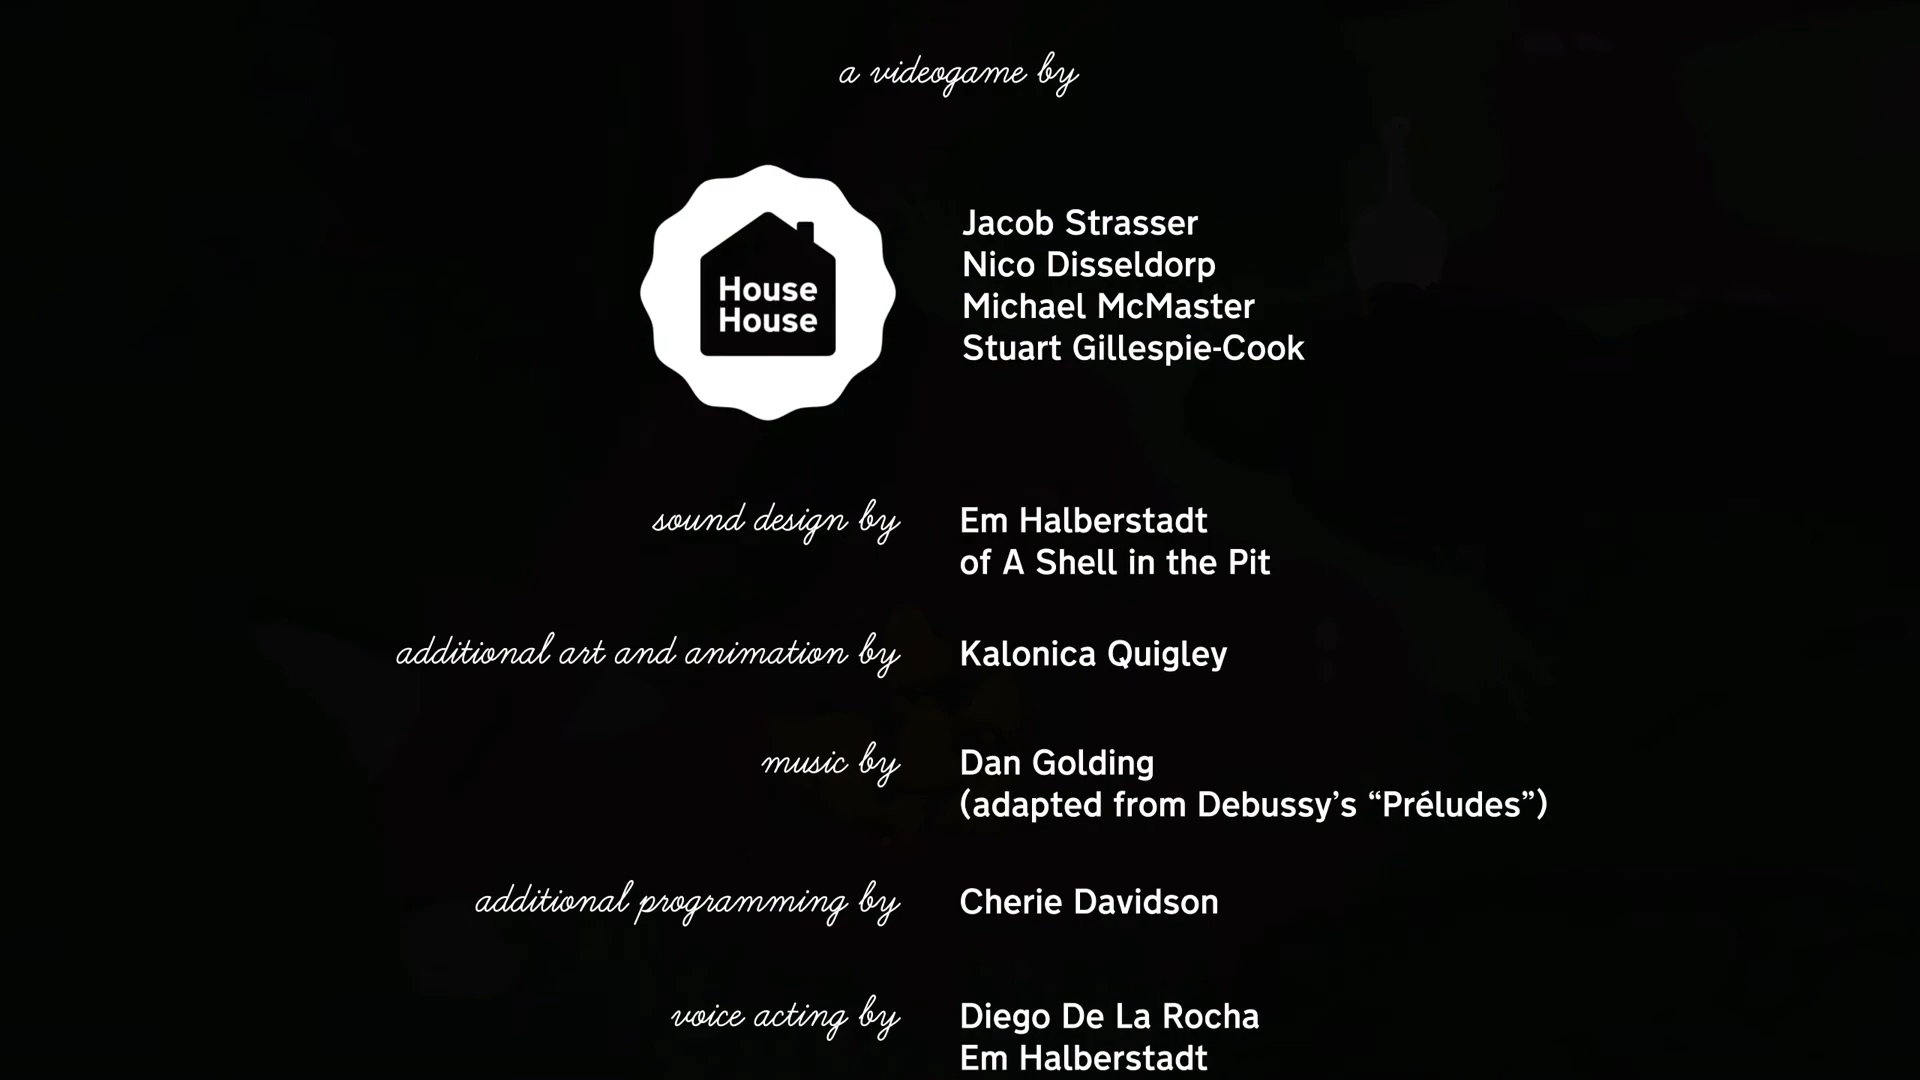 a videogame by
House
House
Jacob Strasser
Nico Disseldorp
Michael McMaster
Stuart Gillespie-Cook
sound design by
Em Halberstadt
of A Shell in the Pit
additional art and animation by
Kalonica Quigley
music by
Dan Golding
(adapted from Debussy’s “Préludes”)
additional programming by
Cherie Davidson
voice acting by
Diego De La Rocha
Em Halberstadt